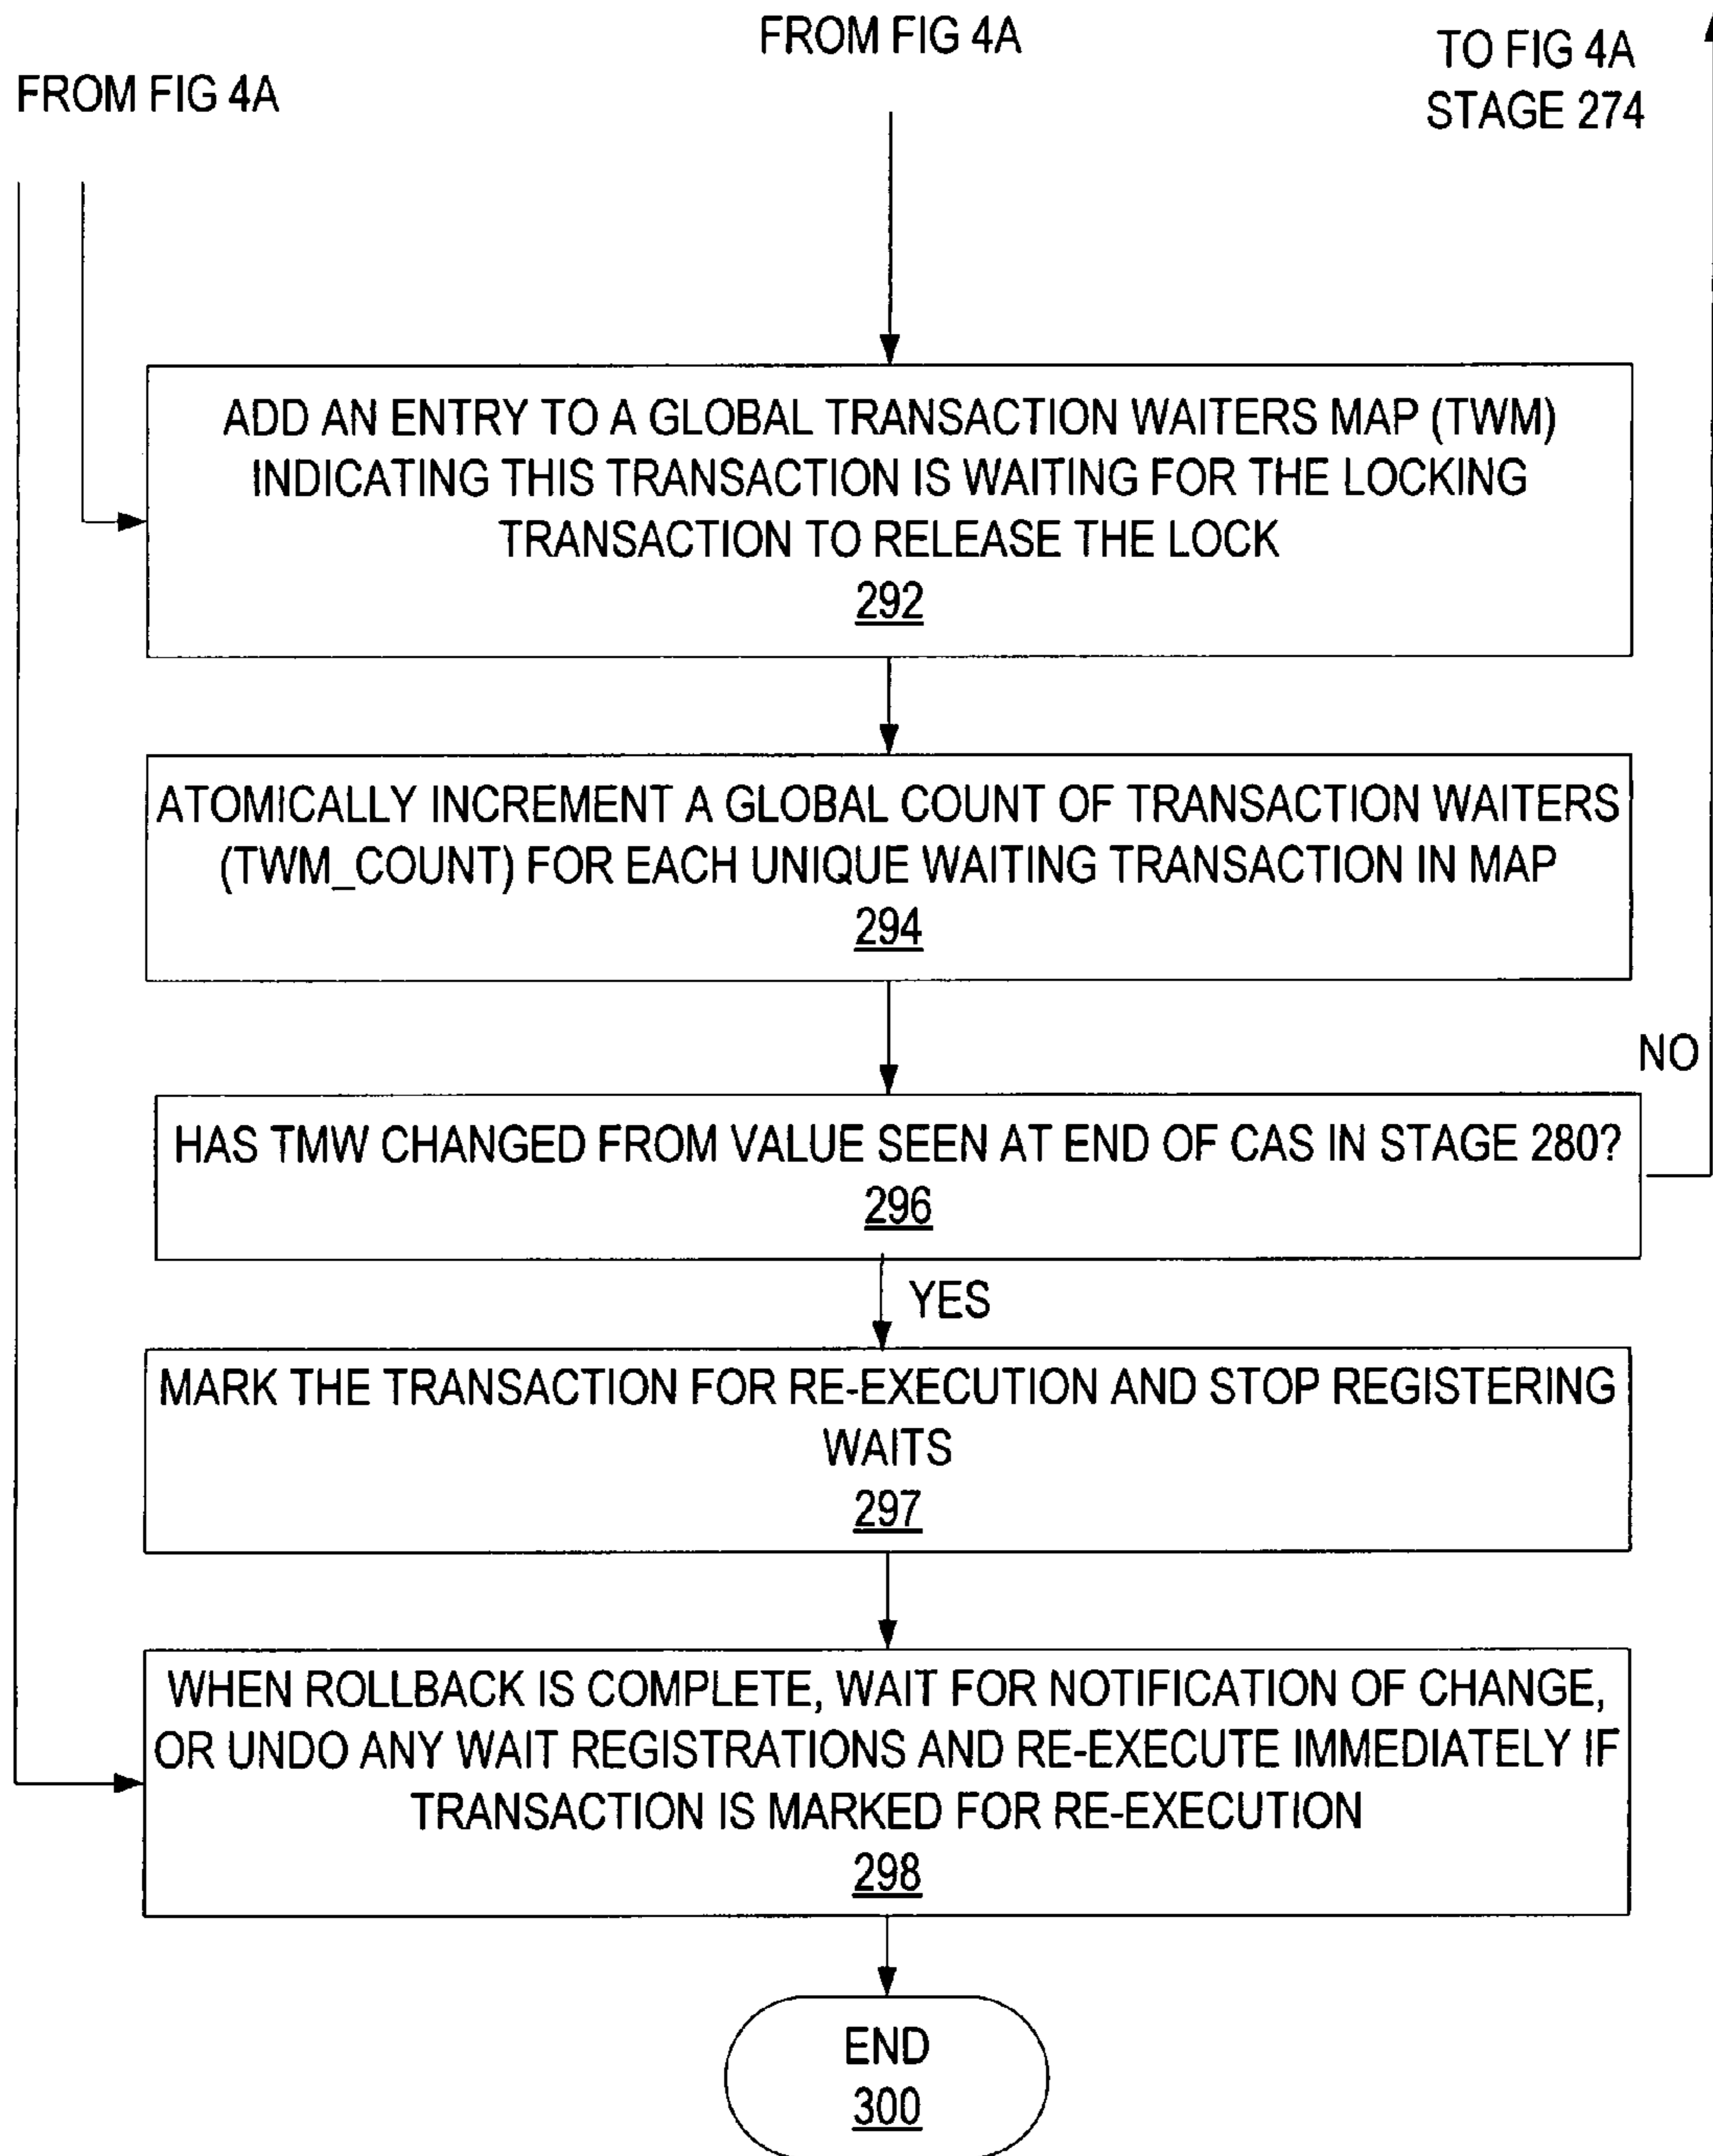 FROM FIG 4A
FROM FIG 4A
TO FIG 4A
STAGE 274
ADD AN ENTRY TO A GLOBAL TRANSACTION WAITERS MAP (TWM)
INDICATING THIS TRANSACTION IS WAITING FOR THE LOCKING
TRANSACTION TO RELEASE THE LOCK
292
ATOMICALLY INCREMENT A GLOBAL COUNT OF TRANSACTION WAITERS
(TWM_COUNT) FOR EACH UNIQUE WAITING TRANSACTION IN MAP
294
NO
HAS TMW CHANGED FROM VALUE SEEN AT END OF CAS IN STAGE 280?
296
YES
MARK THE TRANSACTION FOR RE-EXECUTION AND STOP REGISTERING
WAITS
297
WHEN ROLLBACK IS COMPLETE, WAIT FOR NOTIFICATION OF CHANGE,
OR UNDO ANY WAIT REGISTRATIONS AND RE-EXECUTE IMMEDIATELY IF
TRANSACTION IS MARKED FOR RE-EXECUTION
298
END
300